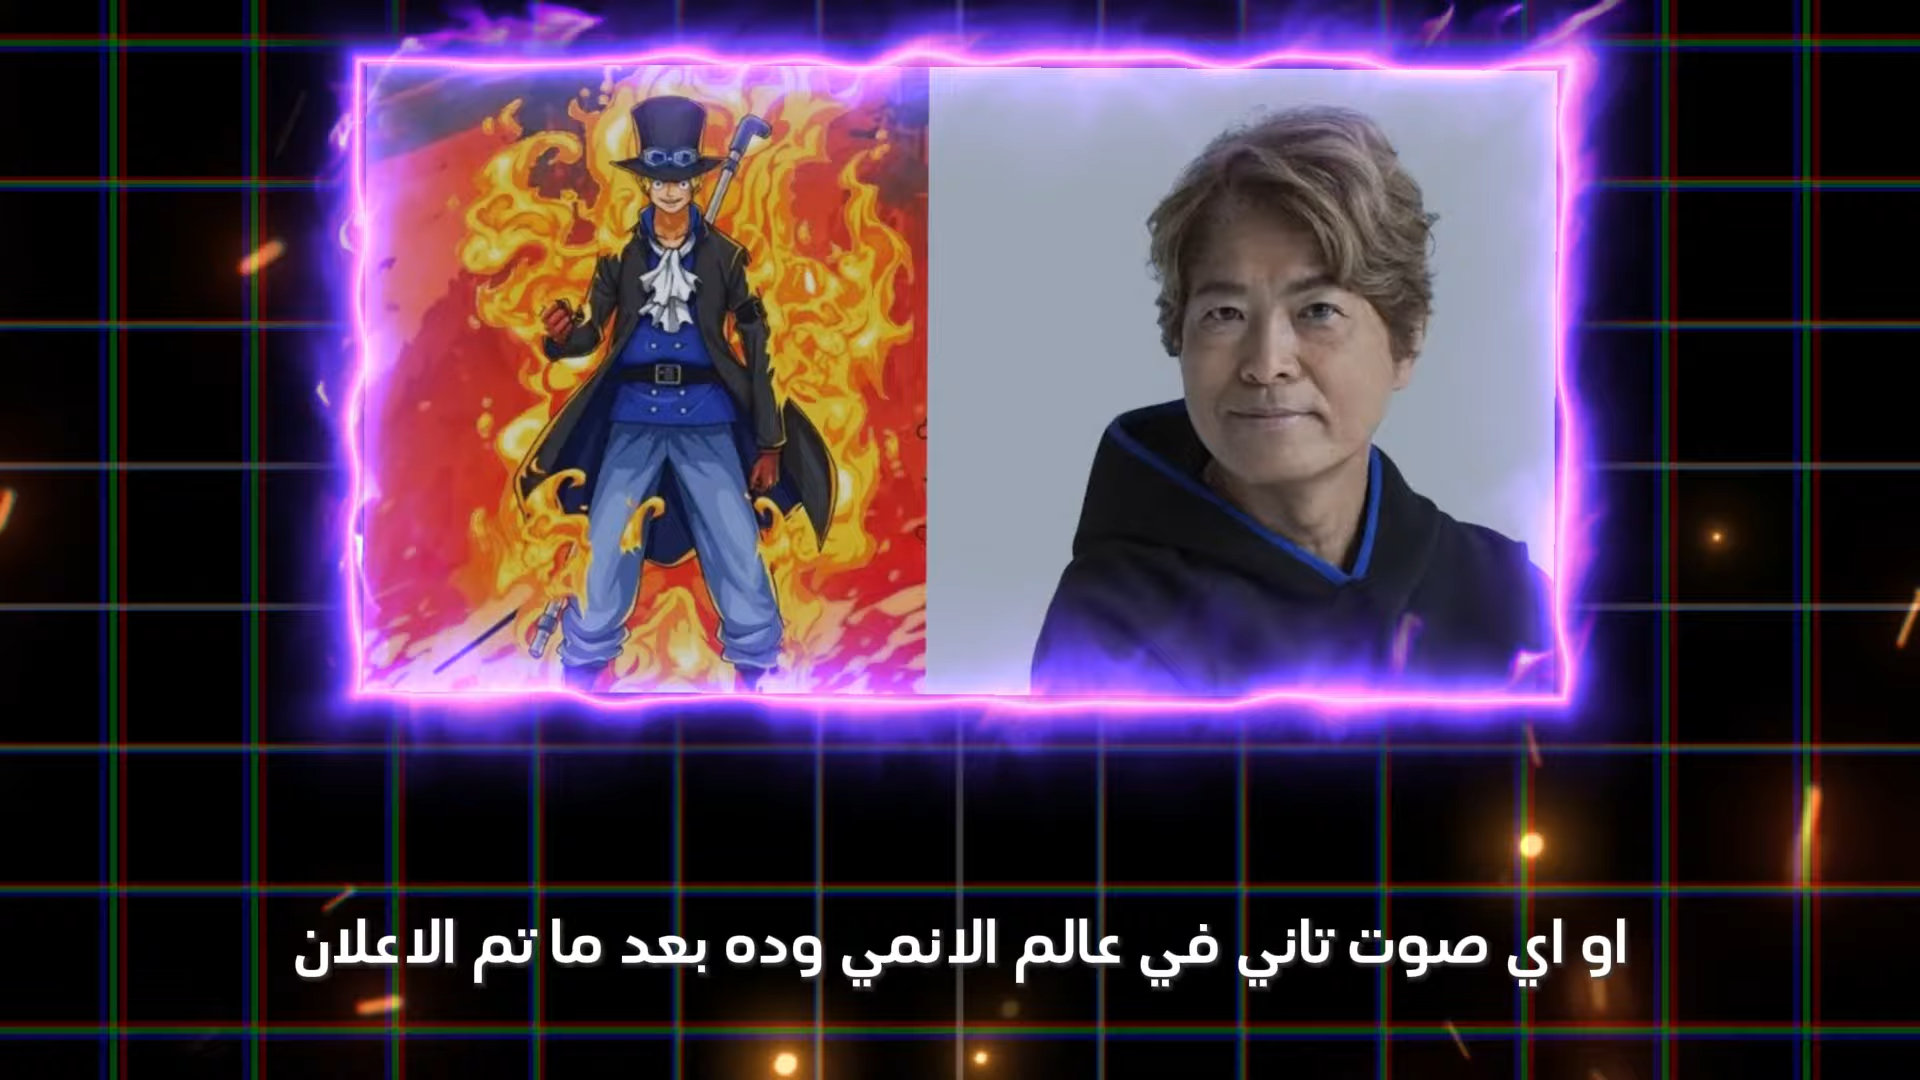 او اي صوت تاني في عالم الانمي وده بعد ما تم الاعلان